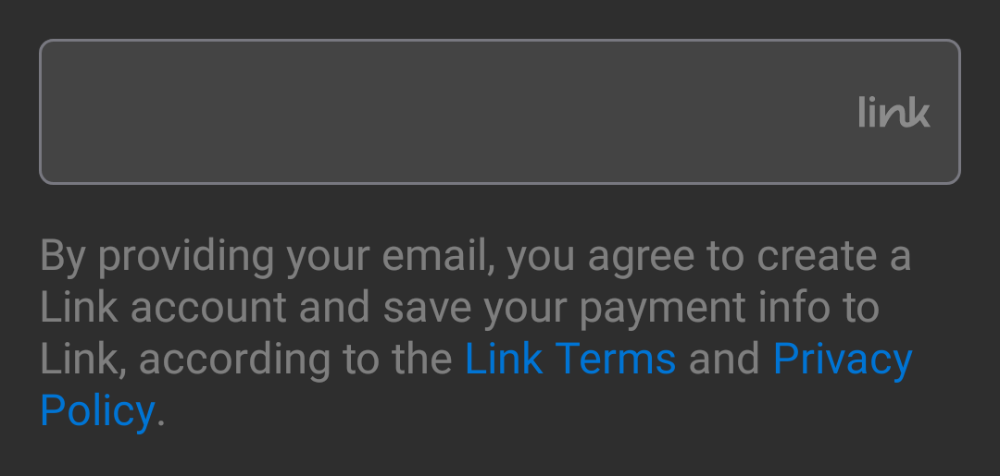 link
By providing your email, you agree to create a
Link account and save your payment info to
Link, according to the Link Terms and Privacy
Policy.